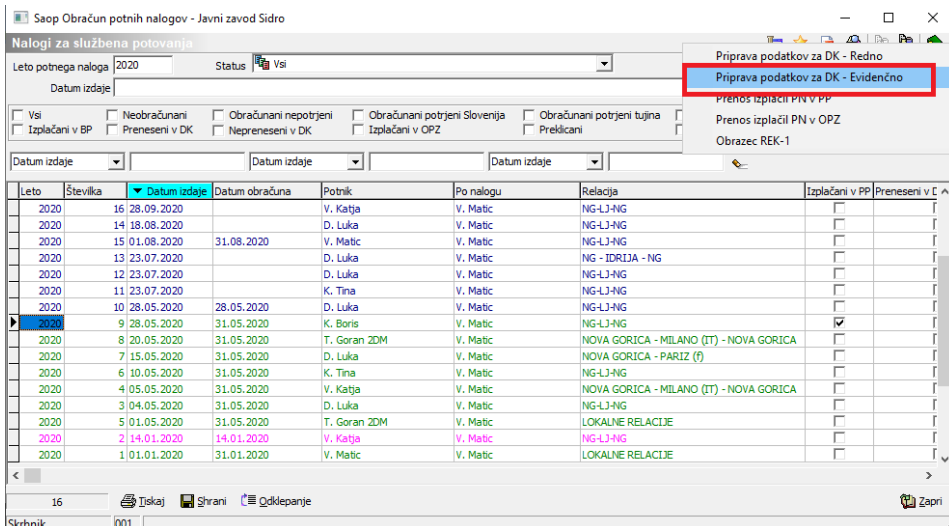 Saop Obračun potnih nalogov - Javni zavod Sidro
Nalogi za službena potovanja
Leto potnega naloga 2020 Status Vsi
Datum izdaje
Priprava podatkov za DK - Redno
Priprava podatkov za DK - Evidenčno
Prenos izplačil PN v PP
Prenos izplačil PN v OPZ
Obrazec REK-1
Vsi Neobračunani Obračunani nepotrjeni Obračunani potrjeni Slovenija Obračunani potrjeni tujina
Izplačani v BP Preneseni v DK Nepreneseni v DK Izplačani v OPZ Preklicani
Datum izdaje Datum izdaje Datum izdaje
Leto Številka Datum izdaje Datum obračuna Potnik Po nalogu Relacija Izplačani v PP Preneseni v D
2020 16 28.09.2020 V. Katja V. Matic NG-LJ-NG
2020 14 18.08.2020 D. Luka V. Matic NG-LJ-NG
2020 15 01.08.2020 31.08.2020 V. Matic V. Matic NG-LJ-NG
2020 13 23.07.2020 D. Luka V. Matic NG - IDRIJA - NG
2020 12 23.07.2020 D. Luka V. Matic NG-LJ-NG
2020 11 23.07.2020 K. Tina V. Matic NG-LJ-NG
2020 10 28.05.2020 28.05.2020 D. Luka V. Matic NG-LJ-NG
2020 9 28.05.2020 31.05.2020 K. Boris V. Matic NG-LJ-NG
2020 8 20.05.2020 31.05.2020 T. Goran 2DM V. Matic NOVA GORICA - MILANO (IT) - NOVA GORICA
2020 7 15.05.2020 31.05.2020 D. Luka V. Matic NOVA GORICA - PARIZ (f)
2020 6 10.05.2020 31.05.2020 K. Tina V. Matic NG-LJ-NG
2020 4 05.05.2020 31.05.2020 V. Katja V. Matic NOVA GORICA - MILANO (IT) - NOVA GORICA
2020 3 04.05.2020 31.05.2020 D. Luka V. Matic NG-LJ-NG
2020 5 01.05.2020 31.05.2020 T. Goran 2DM V. Matic LOKALNE RELACIJE
2020 2 14.01.2020 14.01.2020 V. Katja V. Matic NG-LJ-NG
2020 1 01.01.2020 31.01.2020 V. Matic V. Matic LOKALNE RELACIJE
16 Tiskaj Shrani Odklepanje Zapri
Skrbnik 001